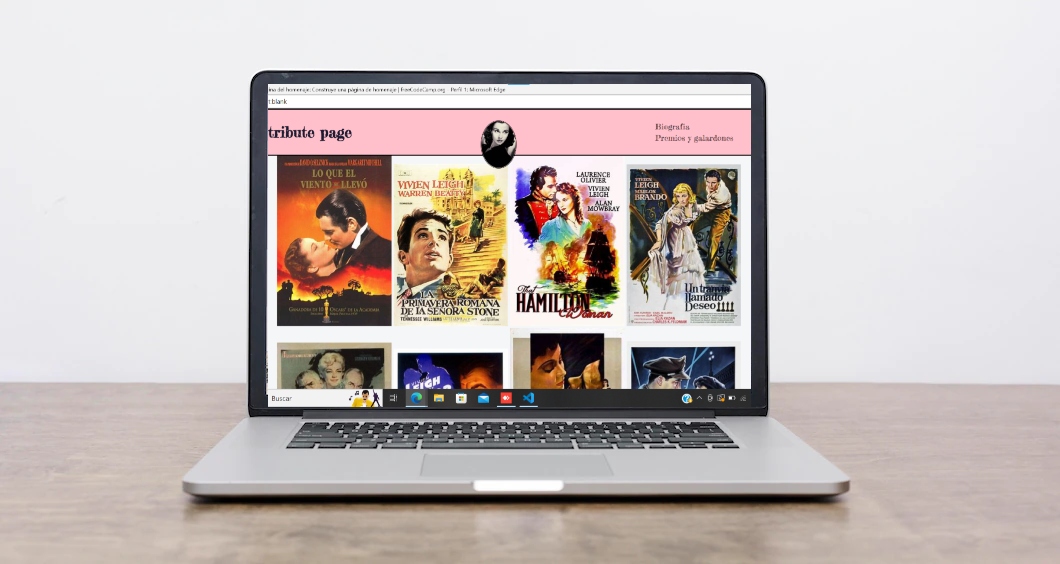 ina del homenaje: Construye una página de homenaje | FreeCodeCamp.org - Perfil 1: Microsoft Edge
t:blank
tribute page
Biografía
Premios y galardones
LO QUE EL
VIENTO SE LLEVÓ
VIVIEN LEIGH
WARREN BEATTY
LA
PRIMAVERA ROMANA
DE LA SEÑORA STONE
TENNESSEE WILLIAMS
LAURENCE
OLIVIER
VIVIEN
LEIGH
ALAN
MOWBRAY
That
HAMILTON
Woman
VIVIEN
LEIGH
MARLON
BRANDO
Un tranvía
llamado
Deseo
LEIGH
Buscar